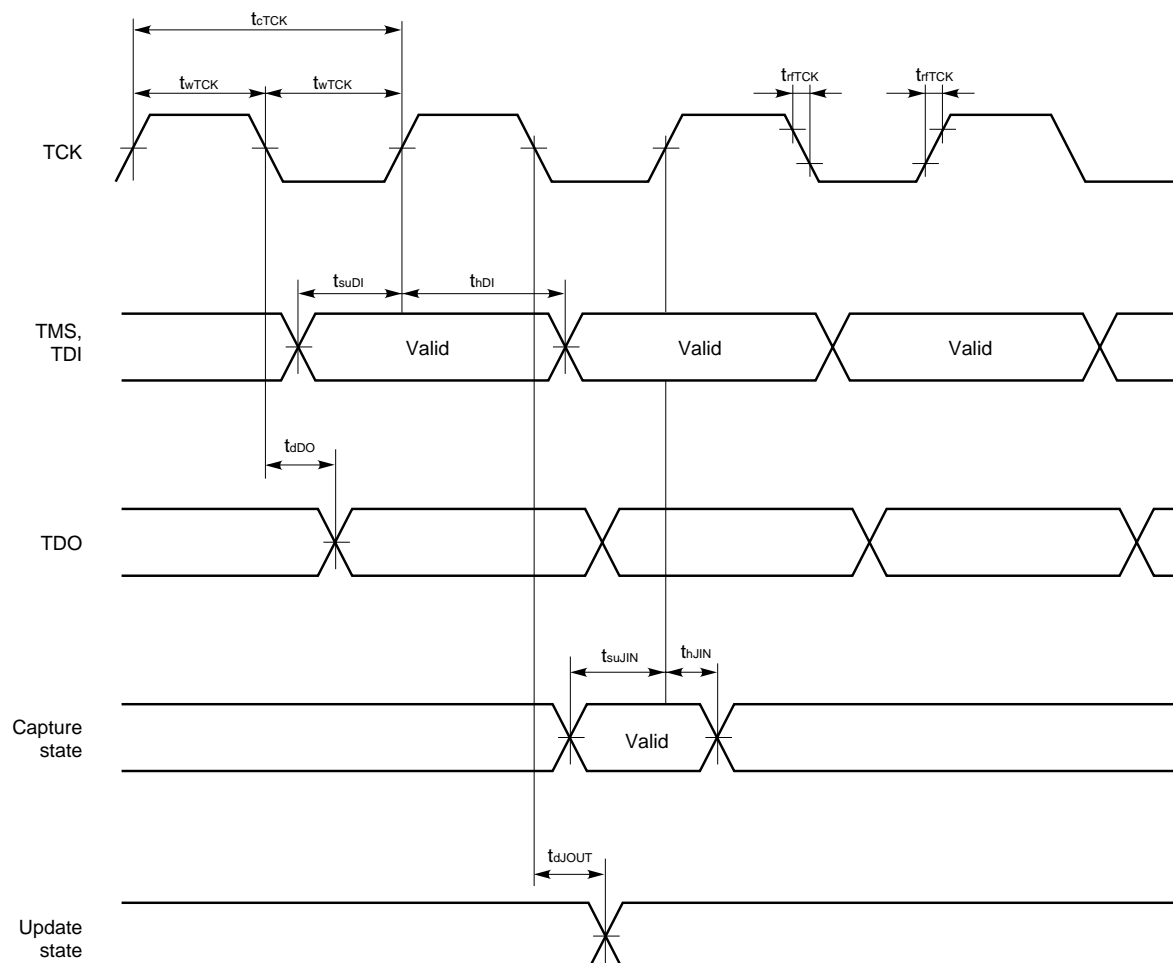 tcTCK
twTCK twTCK trfTCK trfTCK
TCK
tsuDI thDI
TMS,
TDI
Valid Valid Valid
tdDO
TDO
tsuJIN thJIN
Capture
state
Valid
tdJOUT
Update
state